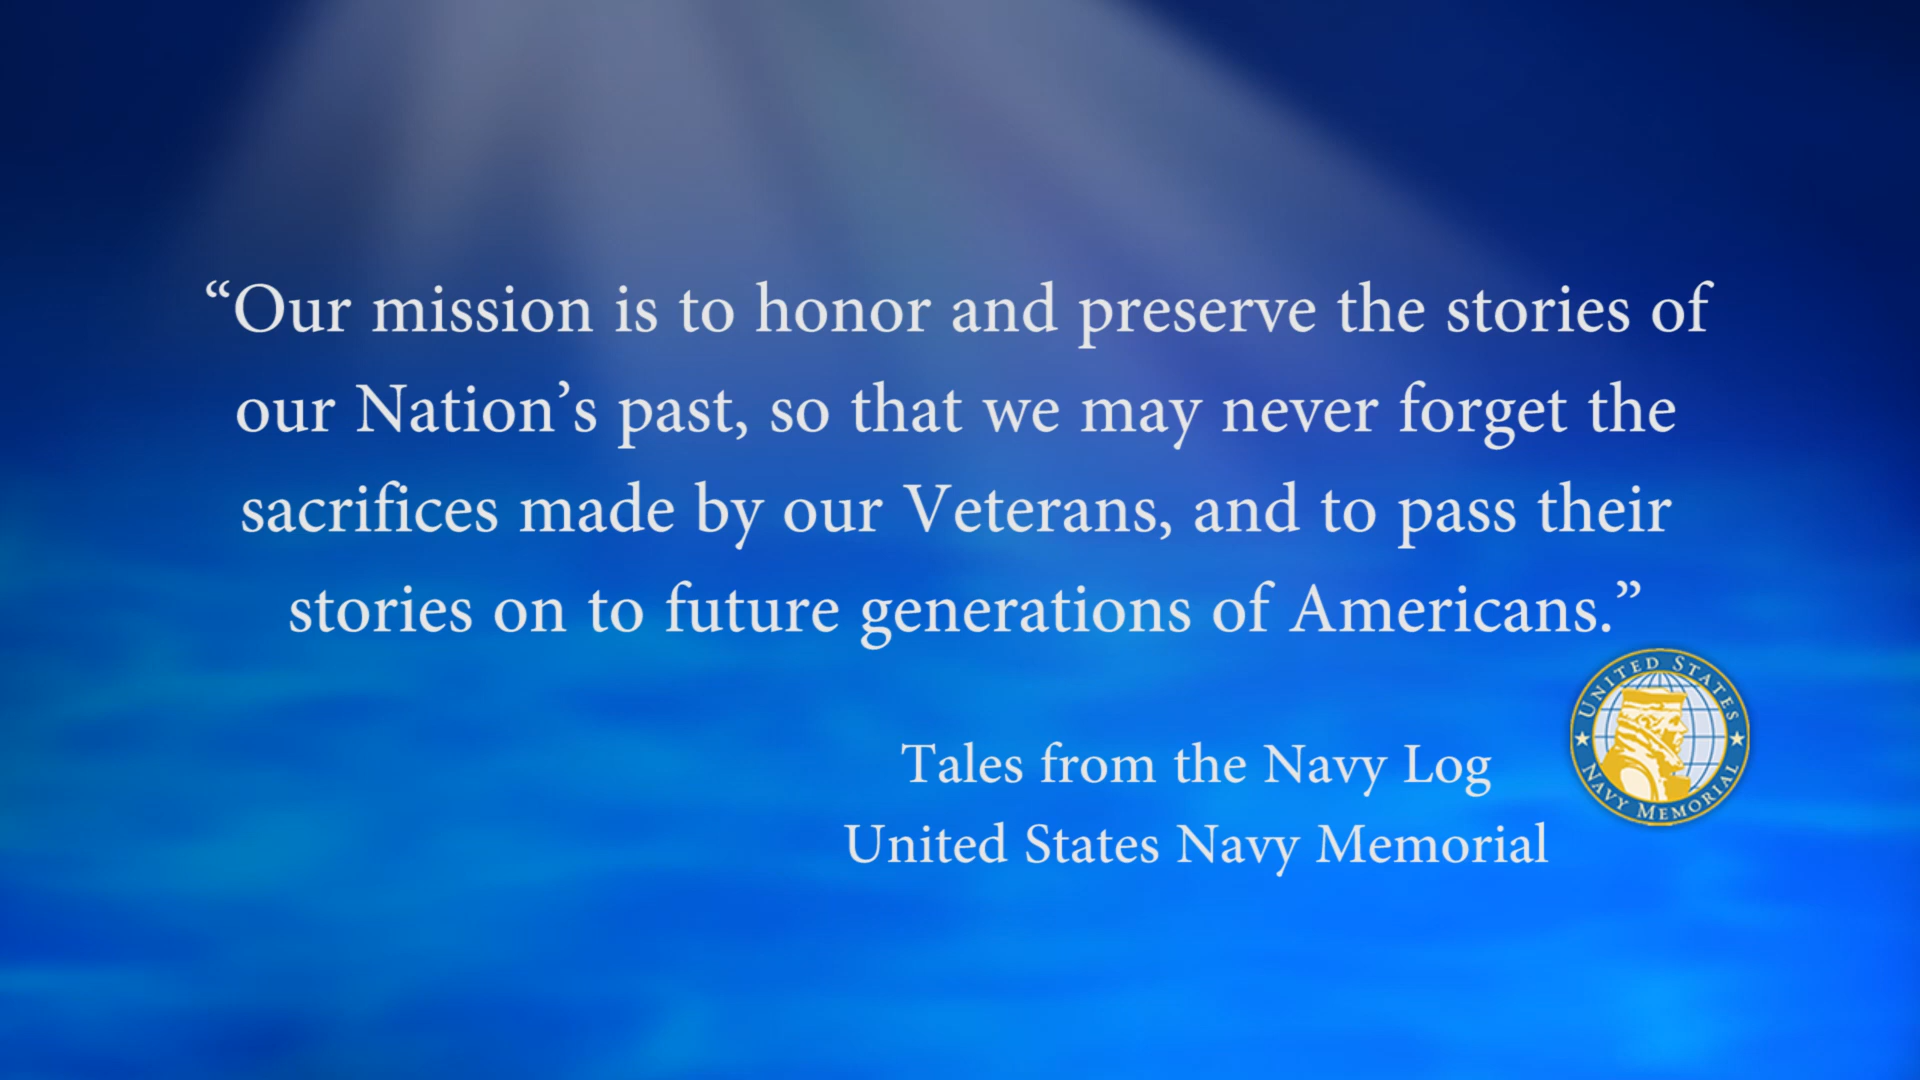 “Our mission is to honor and preserve the stories of
our Nation’s past, so that we may never forget the
sacrifices made by our Veterans, and to pass their
stories on to future generations of Americans.”
UNITED STATES
NAVY MEMORIAL
Tales from the Navy Log
United States Navy Memorial